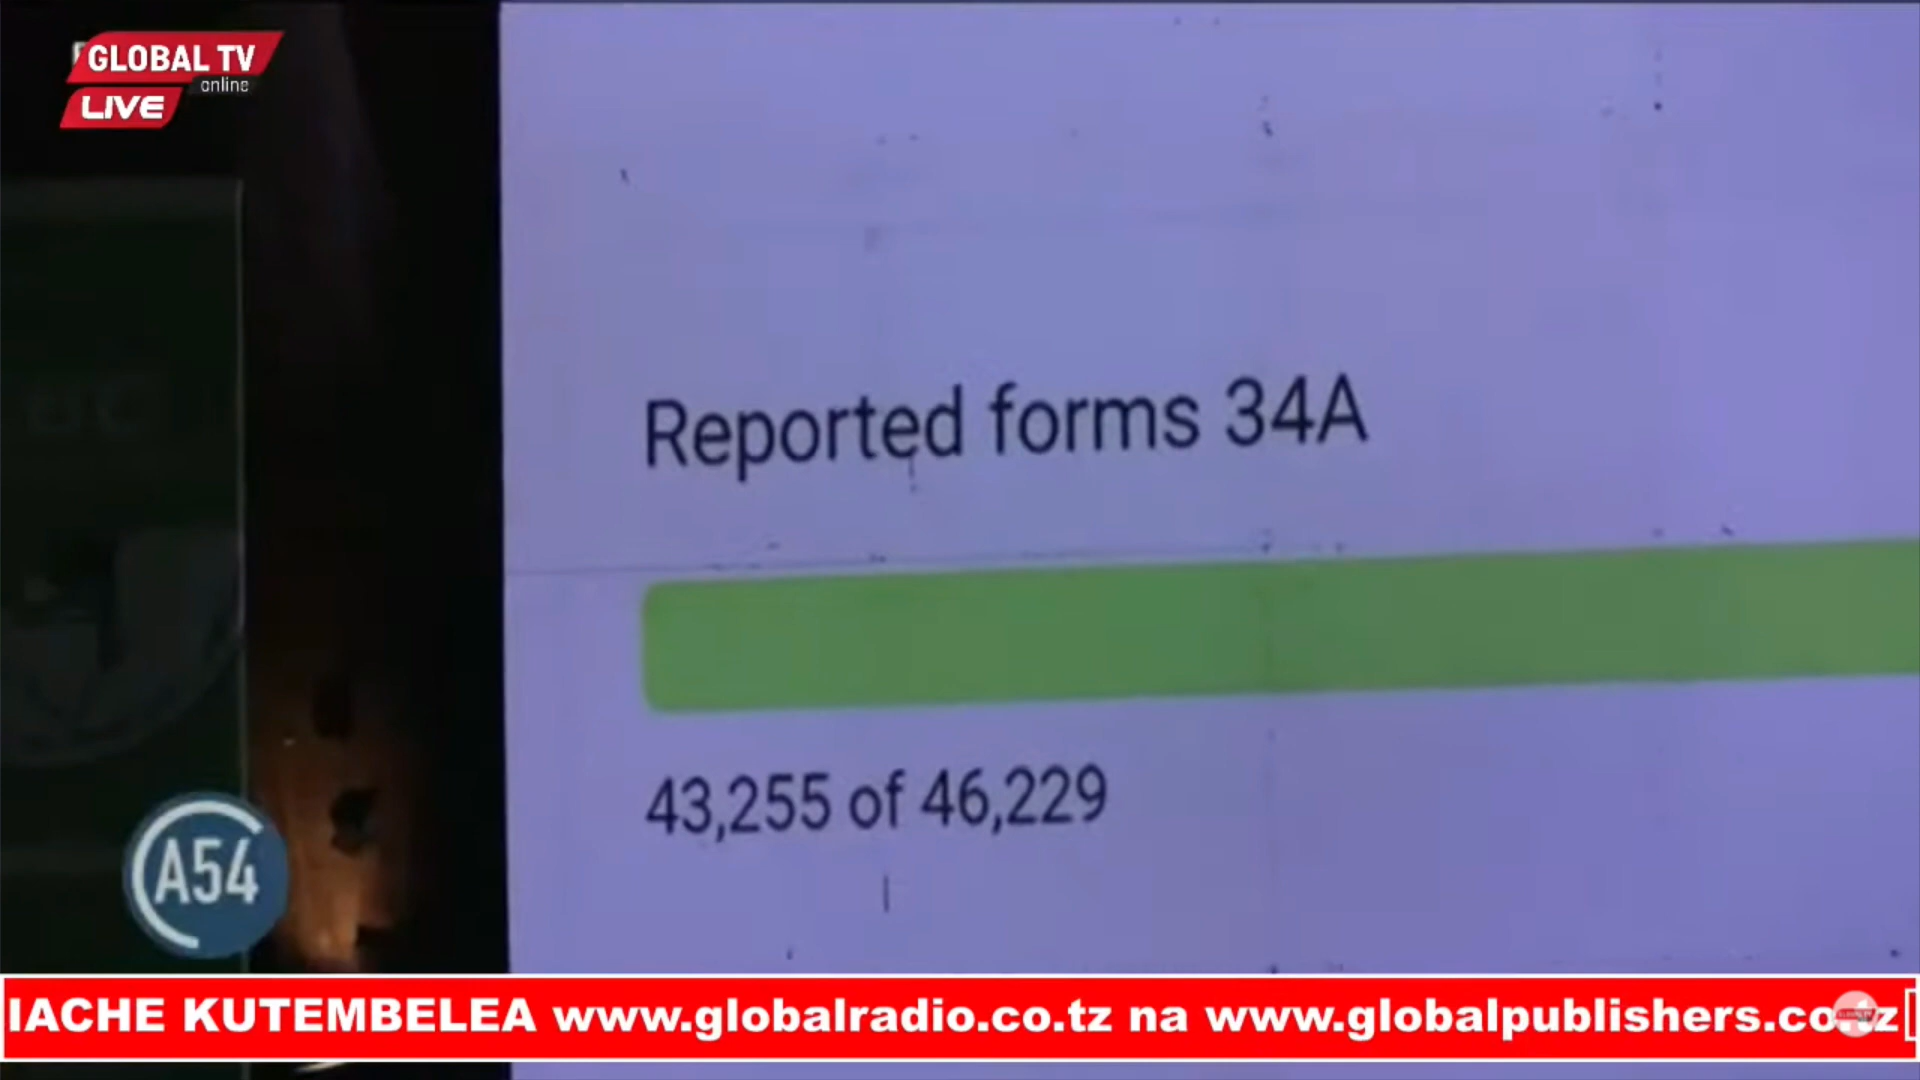 GLOBAL TV
online
LIVE
Reported forms 34A
43,255 of 46,229
A54
IACHE KUTEMBELEA www.globalradio.co.tz na www.globalpublishers.co.tz